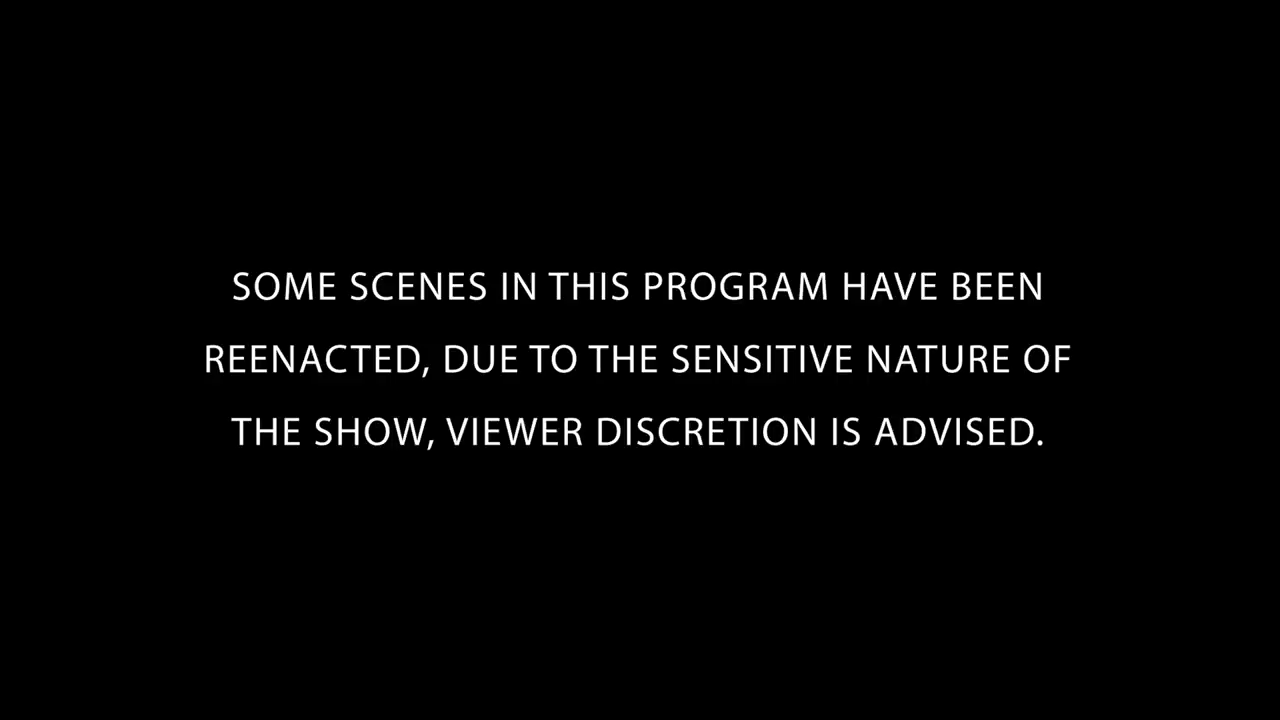 SOME SCENES IN THIS PROGRAM HAVE BEEN
REENACTED, DUE TO THE SENSITIVE NATURE OF
THE SHOW, VIEWER DISCRETION IS ADVISED.